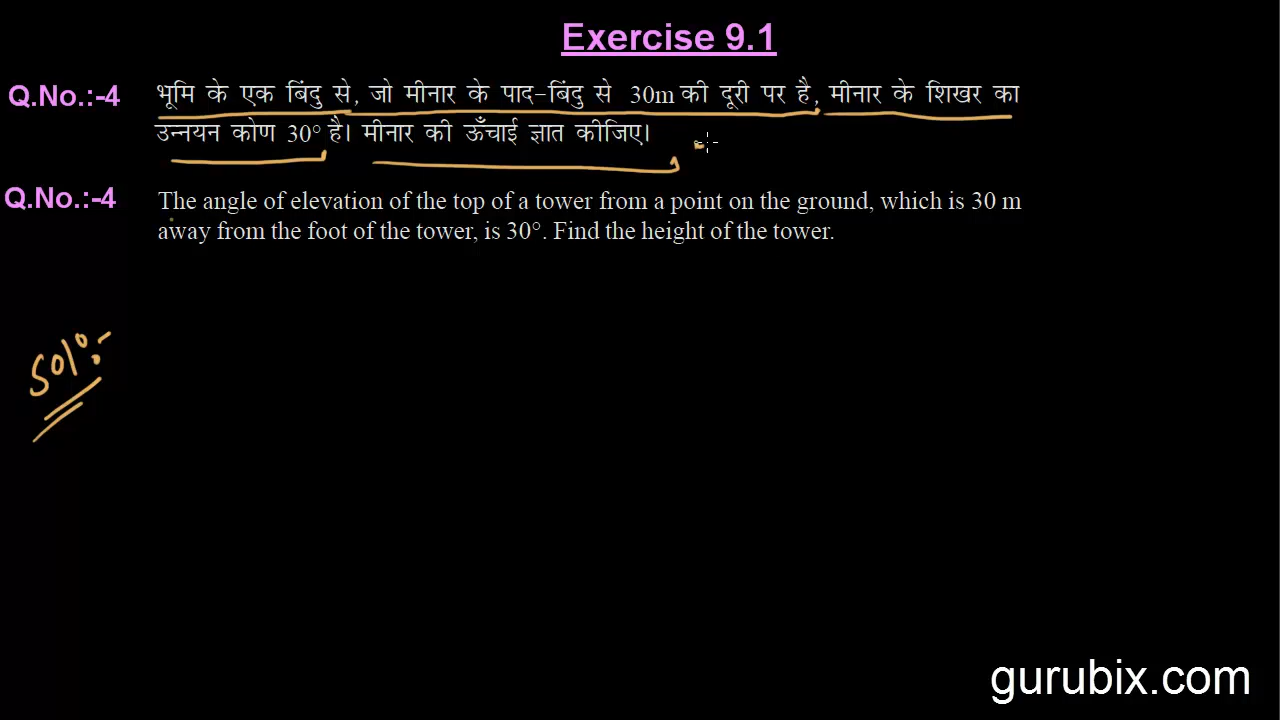 Exercise 9.1
Q.No.:-4 भूमि के एक बिंदु से, जो मीनार के पाद-बिंदु से 30m की दूरी पर है, मीनार के शिखर का
उन्नयन कोण 30° है। मीनार की ऊँचाई ज्ञात कीजिए।
Q.No.:-4 The angle of elevation of the top of a tower from a point on the ground, which is 30 m
away from the foot of the tower, is 30°. Find the height of the tower.
Solº:-
gurubix.com